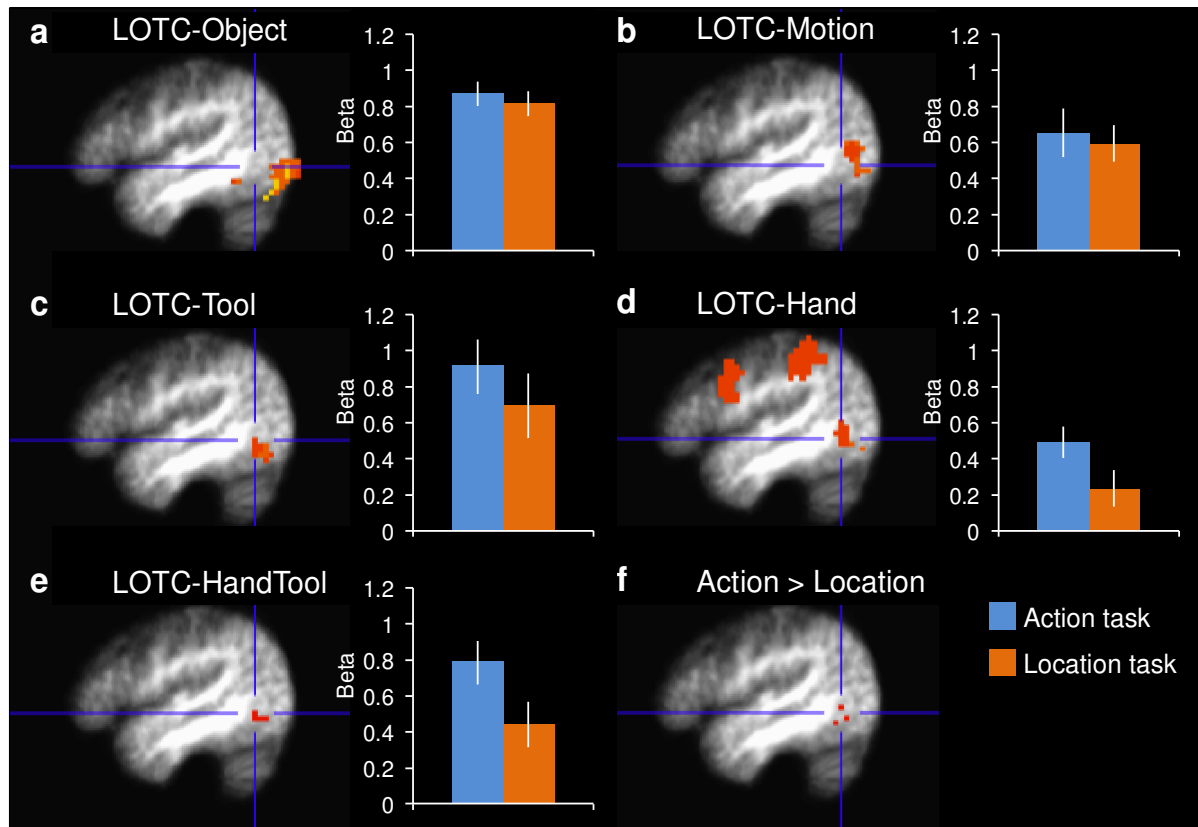 a LOTC-Object
1.2
1
0.8
0.6
0.4
0.2
0
Beta
b LOTC-Motion
1.2
1
0.8
0.6
0.4
0.2
0
Beta
c LOTC-Tool
1.2
1
0.8
0.6
0.4
0.2
0
Beta
d LOTC-Hand
1.2
1
0.8
0.6
0.4
0.2
0
Beta
e LOTC-HandTool
1.2
1
0.8
0.6
0.4
0.2
0
Beta
f Action > Location
Action task
Location task